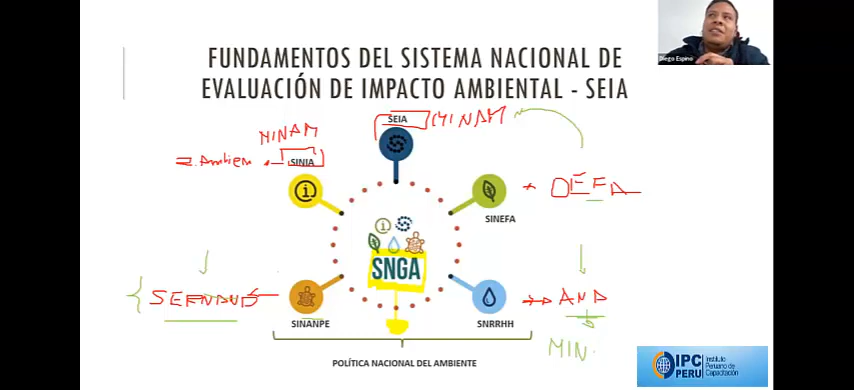 FUNDAMENTOS DEL SISTEMA NACIONAL DE
EVALUACIÓN DE IMPACTO AMBIENTAL - SEIA
Diego Espino
SEIA
MINAM
MINAM
SINIA
OEFA
SINEFA
SNGA
SERNANP
ANA
SINANPE
SNRRHH
MIN.
POLÍTICA NACIONAL DEL AMBIENTE
IPC
PERU
Instituto
Peruano de
Capacitación